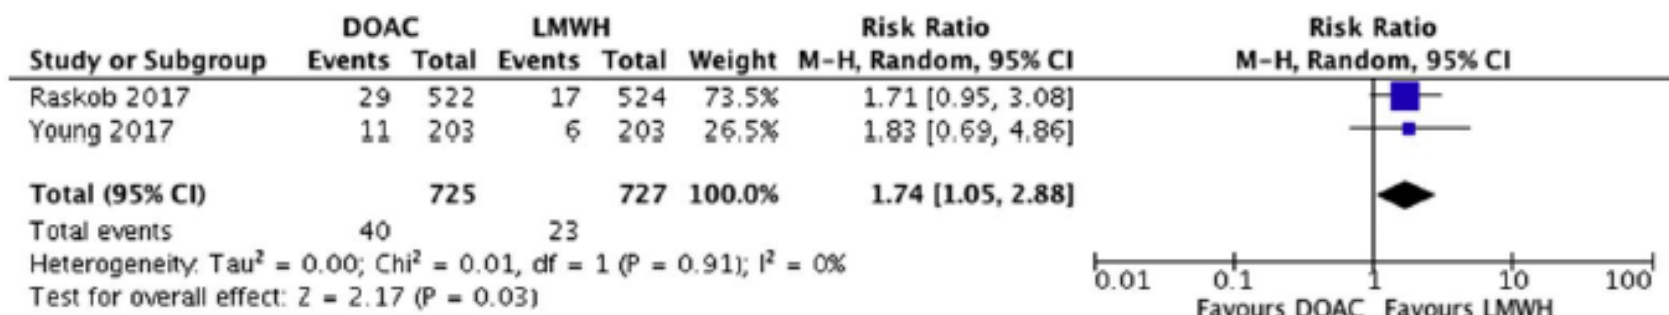 DOAC LMWH Risk Ratio Risk Ratio
Study or Subgroup Events Total Events Total Weight M-H, Random, 95% CI M-H, Random, 95% CI
Raskob 2017 29 522 17 524 73.5% 1.71 [0.95, 3.08]
Young 2017 11 203 6 203 26.5% 1.83 [0.69, 4.86]
Total (95% CI) 725 727 100.0% 1.74 [1.05, 2.88]
Total events 40 23
Heterogeneity: Tau² = 0.00; Chi² = 0.01, df = 1 (P = 0.91); I² = 0%
Test for overall effect: Z = 2.17 (P = 0.03)
0.01 0.1 1 10 100
Favours DOAC Favours LMWH